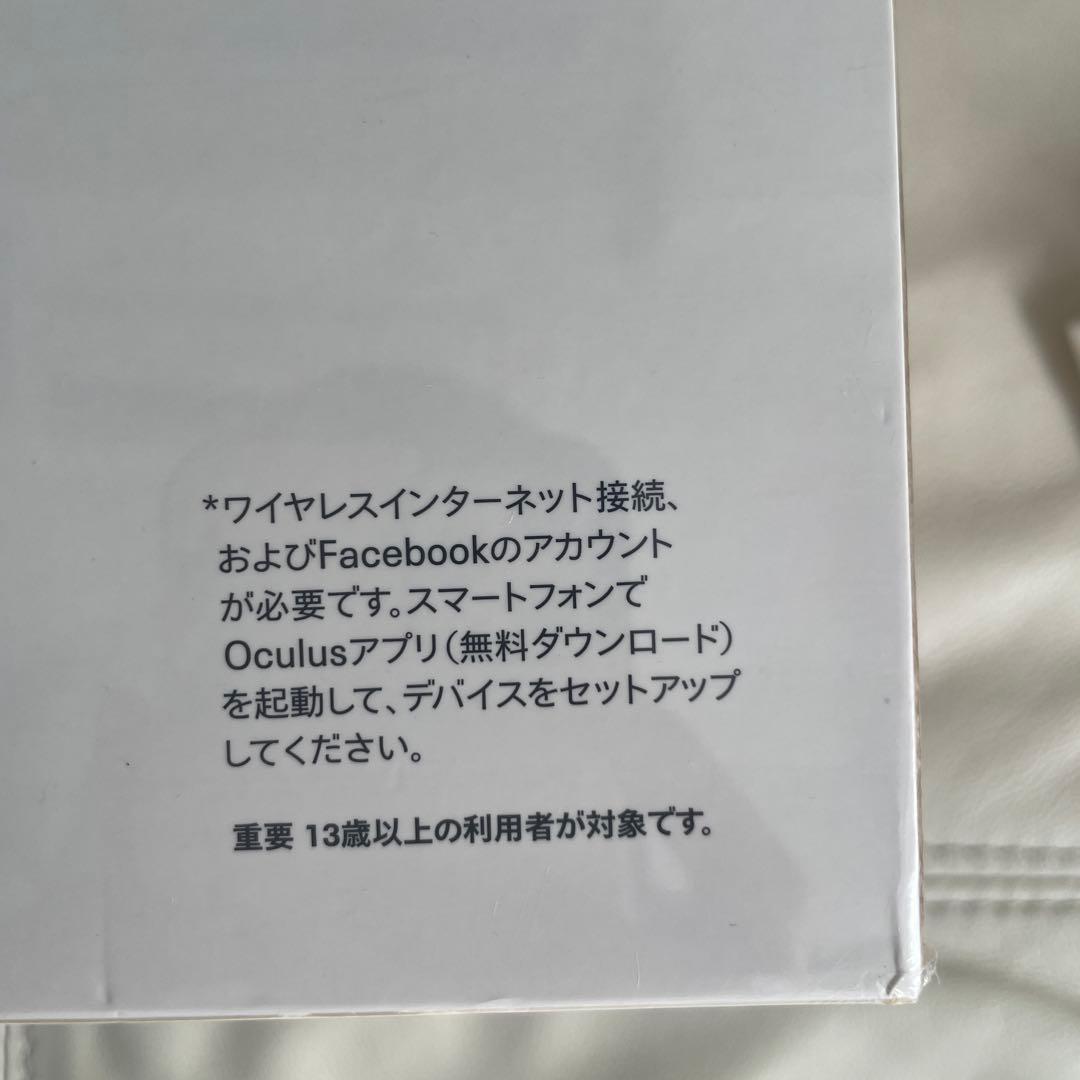 *ワイヤレスインターネット接続、
およびFacebookのアカウント
が必要です。スマートフォンで
Oculusアプリ(無料ダウンロード)
を起動して、デバイスをセットアップ
してください。
重要 13歳以上の利用者が対象です。